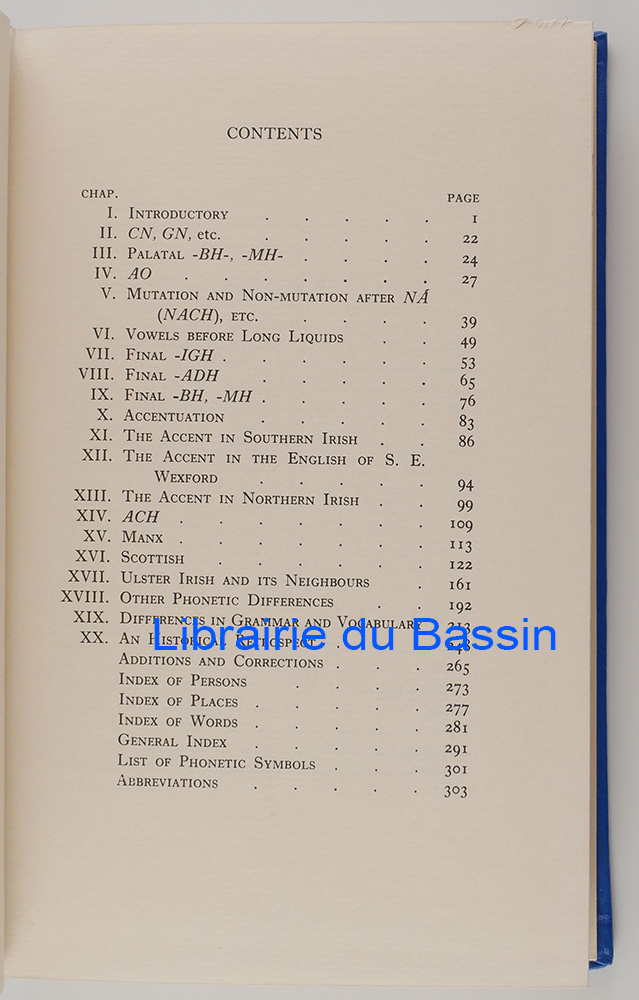 CONTENTS
CHAP. PAGE
I. INTRODUCTORY . . . . . 1
II. CN, GN, etc. . . . . . 22
III. PALATAL -BH-, -MH- . . . . 24
IV. AO . . . . . . . 27
V. MUTATION AND NON-MUTATION AFTER NÁ
(NACH), ETC. . . . . 39
VI. VOWELS BEFORE LONG LIQUIDS . . 49
VII. FINAL -IGH . . . . . . 53
VIII. FINAL -ADH . . . . . 65
IX. FINAL -BH, -MH . . . . . 76
X. ACCENTUATION . . . . . 83
XI. THE ACCENT IN SOUTHERN IRISH . . 86
XII. THE ACCENT IN THE ENGLISH OF S. E.
WEXFORD . . . . . 94
XIII. THE ACCENT IN NORTHERN IRISH . . 99
XIV. ACH . . . . . . 109
XV. MANX . . . . . . . 113
XVI. SCOTTISH . . . . . . 122
XVII. ULSTER IRISH AND ITS NEIGHBOURS . 161
XVIII. OTHER PHONETIC DIFFERENCES . . 192
XIX. DIFFERENCES IN GRAMMAR AND VOCABULARY 213
Librairie du Bassin
XX. AN HISTORICAL RETROSPECT . . .
ADDITIONS AND CORRECTIONS . . . 265
INDEX OF PERSONS . . . . 273
INDEX OF PLACES . . . . . 277
INDEX OF WORDS . . . . . 281
GENERAL INDEX . . . . . 291
LIST OF PHONETIC SYMBOLS . . . 301
ABBREVIATIONS . . . . . 303